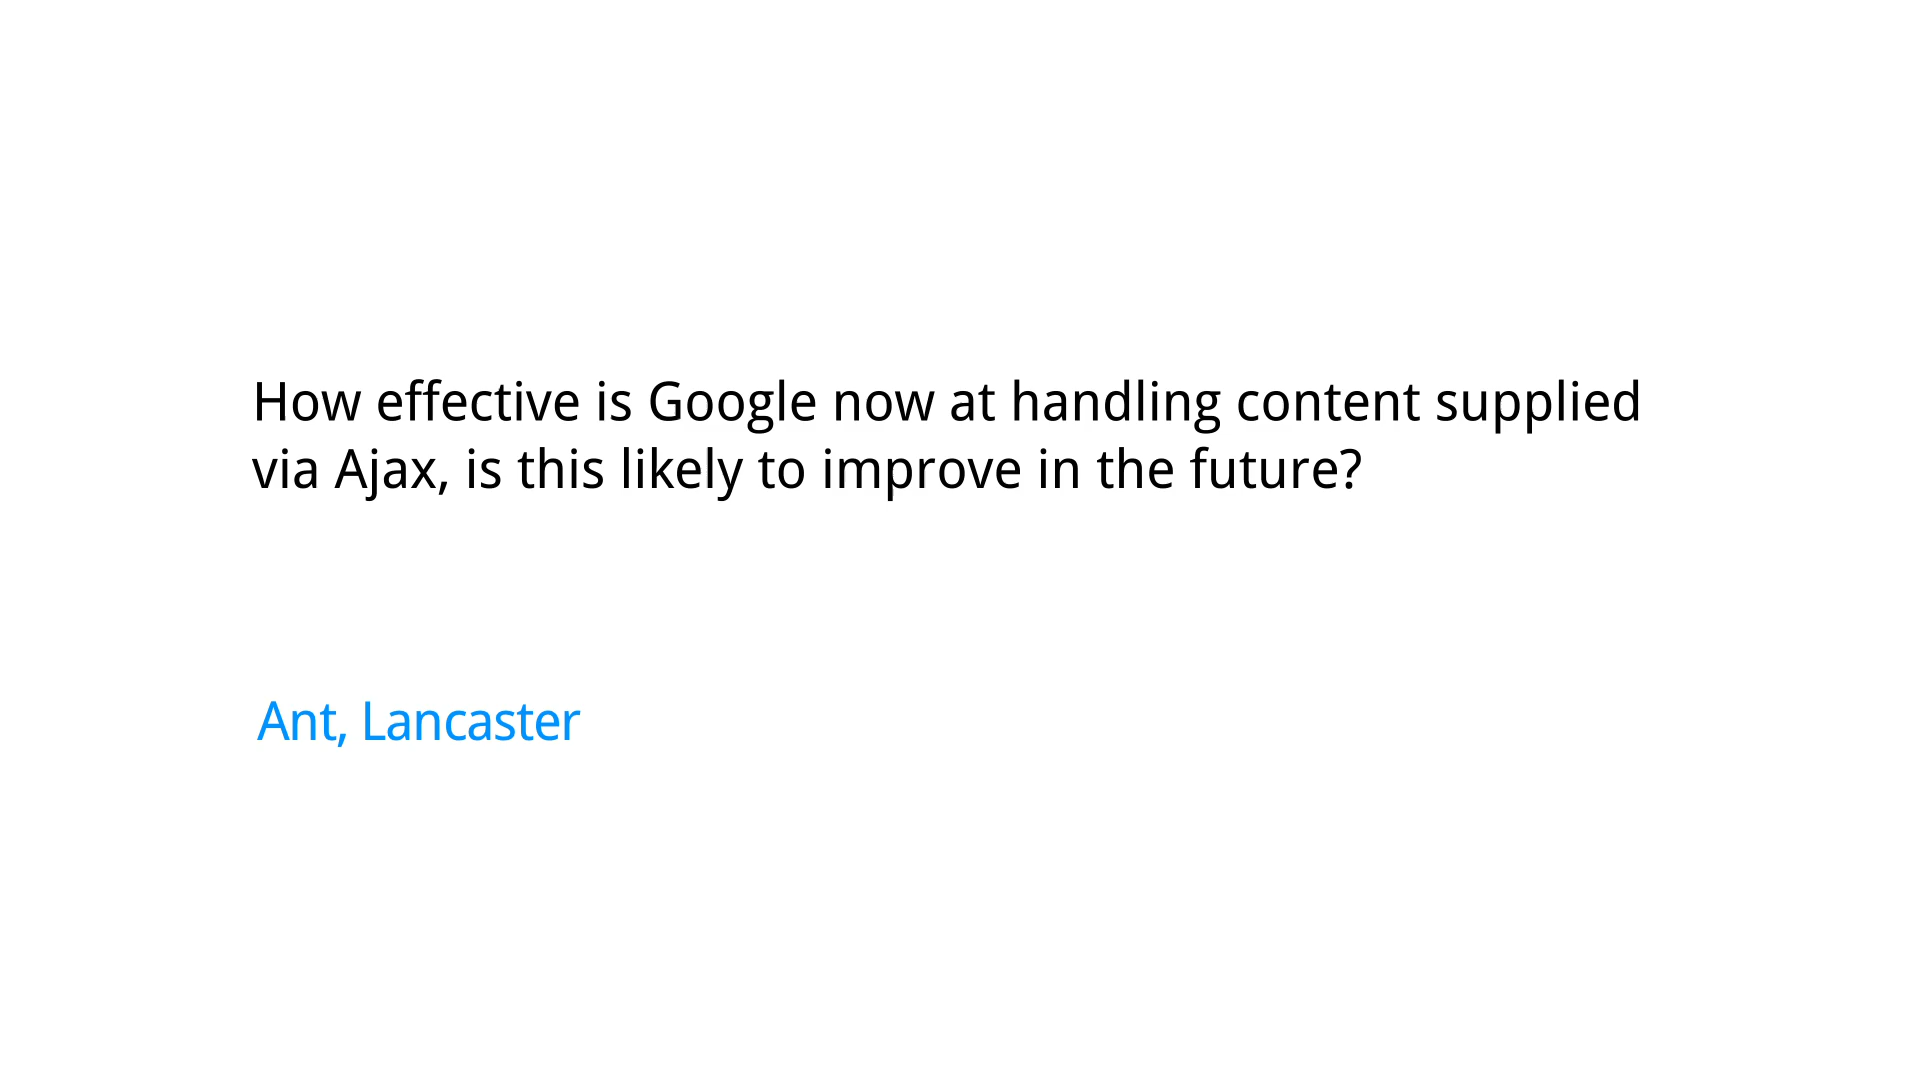 How effective is Google now at handling content supplied
via Ajax, is this likely to improve in the future?
Ant, Lancaster